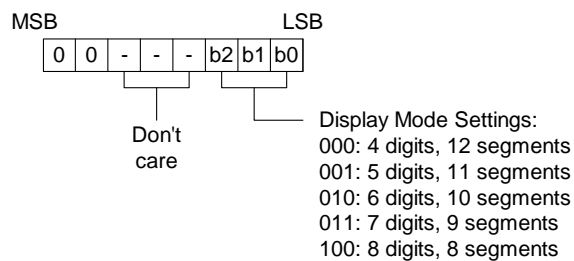 MSB LSB
0 0 - - - b2 b1 b0
Don't
care
Display Mode Settings:
000: 4 digits, 12 segments
001: 5 digits, 11 segments
010: 6 digits, 10 segments
011: 7 digits, 9 segments
100: 8 digits, 8 segments